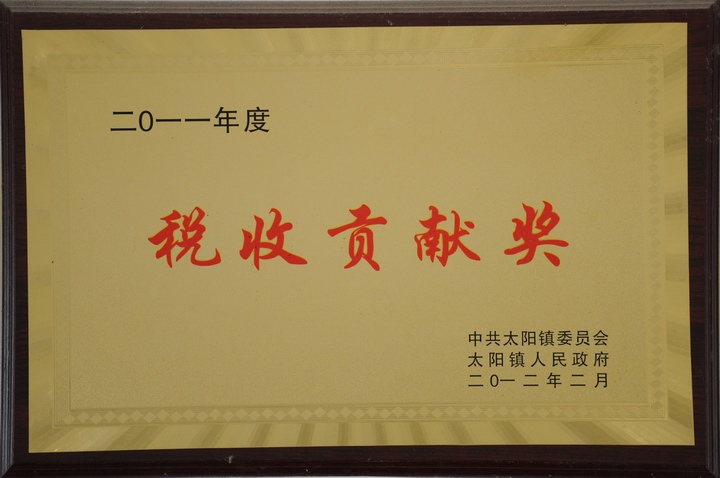 二0一一年度
税收贡献奖
中共太阳镇委员会
太阳镇人民政府
二0一二年二月